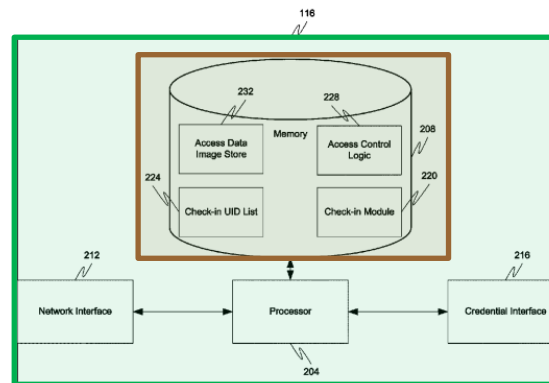 116
232
228
Access Data
Image Store
Memory
Access Control
Logic
208
224
220
Check-in UID List
Check-in Module
212
216
Network Interface
Processor
Credential Interface
204